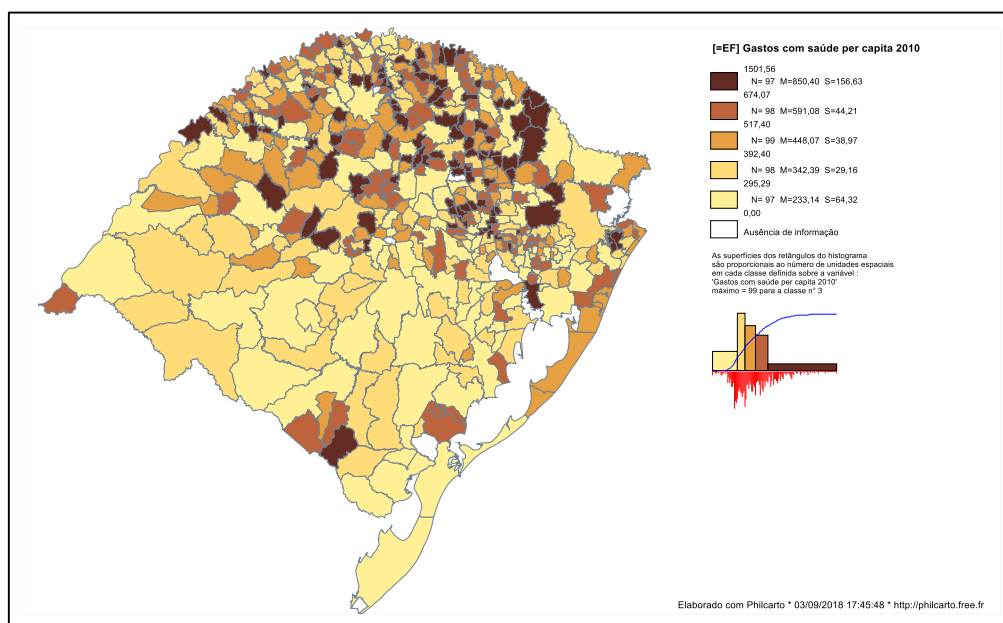 [=EF] Gastos com saúde per capita 2010
1501,56
N= 97 M=850,40 S=156,63
674,07
N= 98 M=591,08 S=44,21
517,40
N= 99 M=448,07 S=38,97
392,40
N= 98 M=342,39 S=29,16
295,29
N= 97 M=233,14 S=64,32
0,00
Ausência de informação
As superfícies dos retângulos do histograma
são proporcionais ao número de unidades espaciais
em cada classe definida sobre a variável :
'Gastos com saúde per capita 2010'
máximo = 99 para a classe n° 3
Elaborado com Philcarto * 03/09/2018 17:45:48 * http://philcarto.free.fr